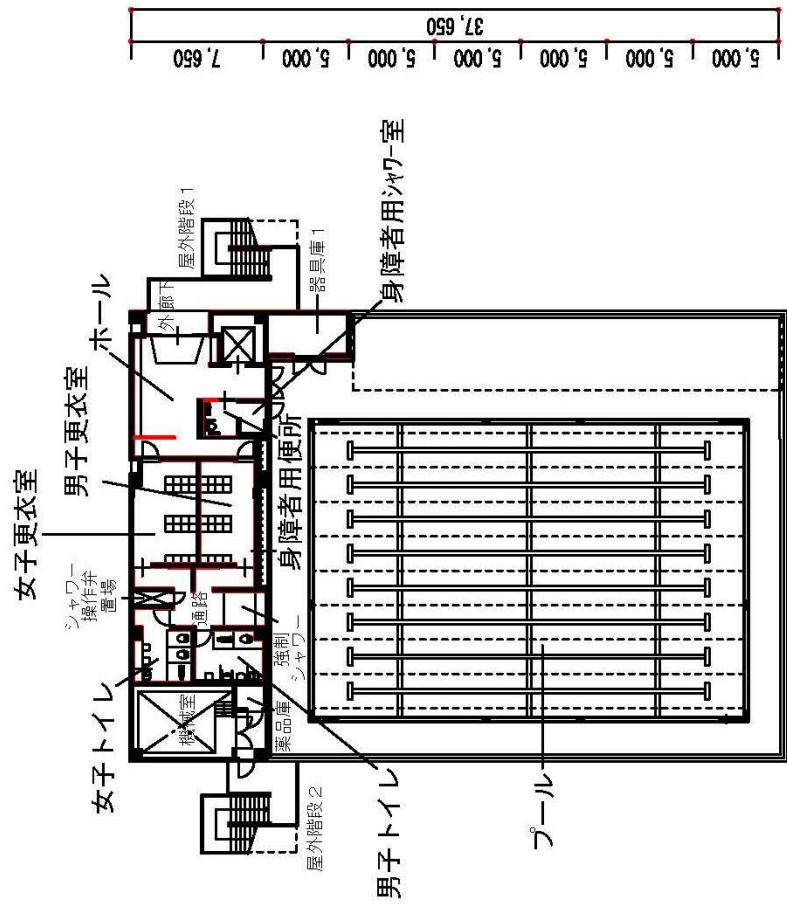 37,650
7,650
5,000
5,000
5,000
5,000
5,000
5,000
屋外階段1
外廊下
ホール
器具庫1
身障者用シャワー室
男子更衣室
女子更衣室
身障者用便所
シャワー
操作弁
置場
通路
強制
シャワー
女子トイレ
機械室
薬品庫
男子トイレ
屋外階段2
プール